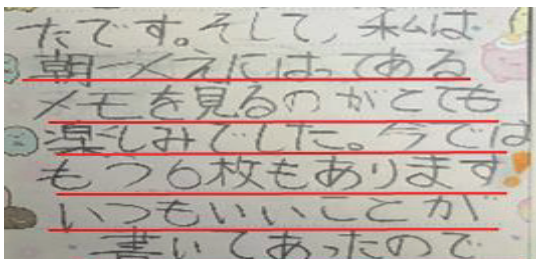 たです。そして、私は
朝つくえにはってある
メモを見るのがとても
楽しみでした。今では
もう6枚もあります
いつもいいことが
書いてあったので